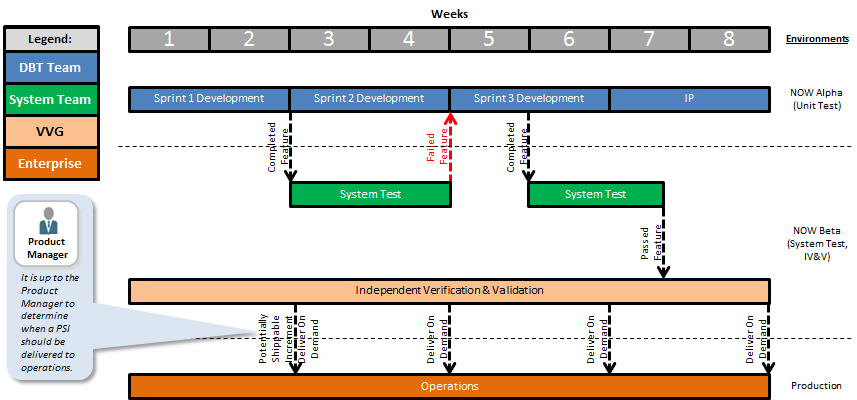 Weeks
Legend:
1 2 3 4 5 6 7 8
Environments
DBT Team
System Team
VVG
Enterprise
Sprint 1 Development
Sprint 2 Development
Sprint 3 Development
IP
NOW Alpha
(Unit Test)
Completed
Feature
Failed
Feature
Completed
Feature
System Test
System Test
Product
Manager
It is up to the
Product
Manager to
determine
when a PSI
should be
delivered to
operations.
Passed
Feature
NOW Beta
(System Test,
IV&V)
Independent Verification & Validation
Potentially
Shippable
Increment
Deliver On
Demand
Deliver On
Demand
Deliver On
Demand
Deliver On
Demand
Operations
Production